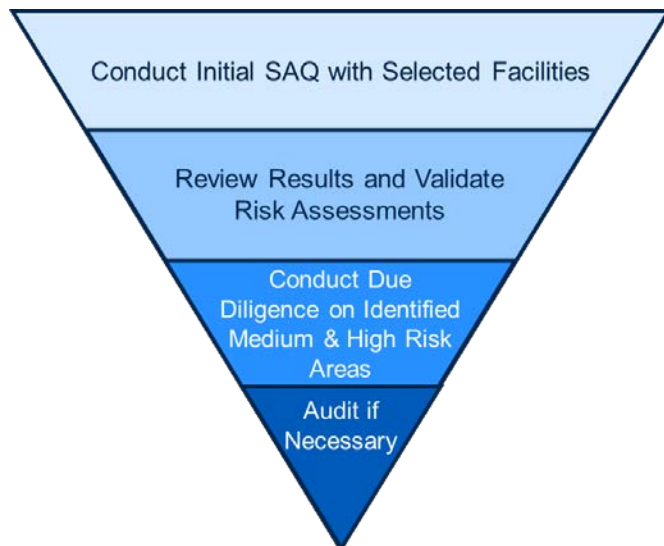 Conduct Initial SAQ with Selected Facilities
Review Results and Validate
Risk Assessments
Conduct Due
Diligence on Identified
Medium & High Risk
Areas
Audit if
Necessary